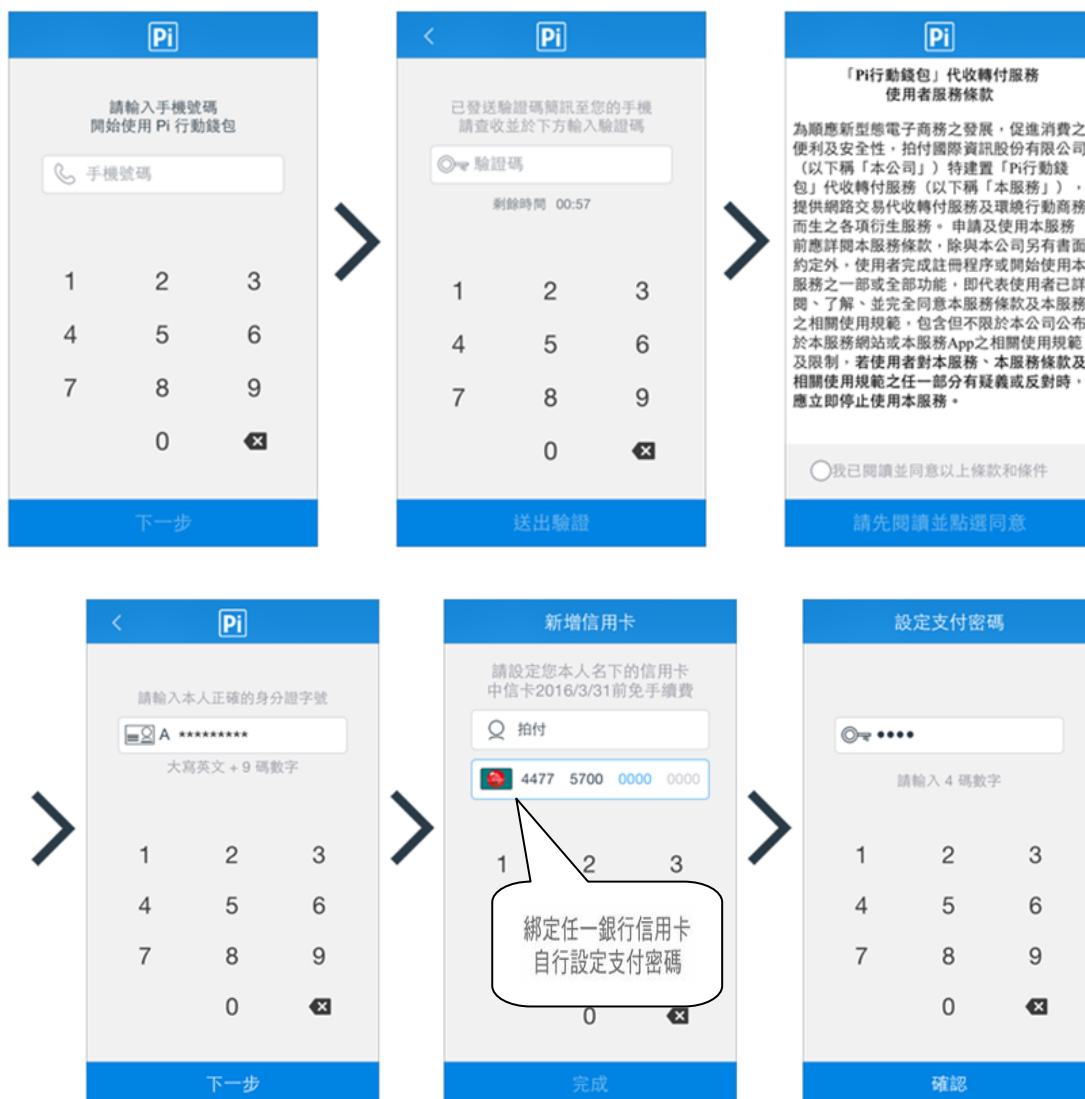 Pi
請輸入手機號碼
開始使用 Pi 行動錢包
手機號碼
1 2 3
4 5 6
7 8 9
0
下一步
Pi
已發送驗證碼簡訊至您的手機
請查收並於下方輸入驗證碼
驗證碼
剩餘時間 00:57
1 2 3
4 5 6
7 8 9
0
送出驗證
Pi
「Pi行動錢包」代收轉付服務
使用者服務條款
為順應新型態電子商務之發展，促進消費之
便利及安全性，拍付國際資訊股份有限公司
（以下稱「本公司」）特建置「Pi行動錢
包」代收轉付服務（以下稱「本服務」），
提供網路交易代收轉付服務及環繞行動商務
而生之各項衍生服務。 申請及使用本服務
前應詳閱本服務條款，除與本公司另有書面
約定外，使用者完成註冊程序或開始使用本
服務之一部或全部功能，即代表使用者已詳
閱、了解、並完全同意本服務條款及本服務
之相關使用規範，包含但不限於本公司公布
於本服務網站或本服務App之相關使用規範
及限制，若使用者對本服務、本服務條款及
相關使用規範之任一部分有疑義或反對時，
應立即停止使用本服務。
我已閱讀並同意以上條款和條件
請先閱讀並點選同意
Pi
請輸入本人正確的身分證字號
A *********
大寫英文 + 9 碼數字
1 2 3
4 5 6
7 8 9
0
下一步
新增信用卡
請設定您本人名下的信用卡
中信卡2016/3/31前免手續費
拍付
4477 5700 0000 0000
1 2 3
綁定任一銀行信用卡
自行設定支付密碼
0
完成
設定支付密碼
••••
請輸入 4 碼數字
1 2 3
4 5 6
7 8 9
0
確認